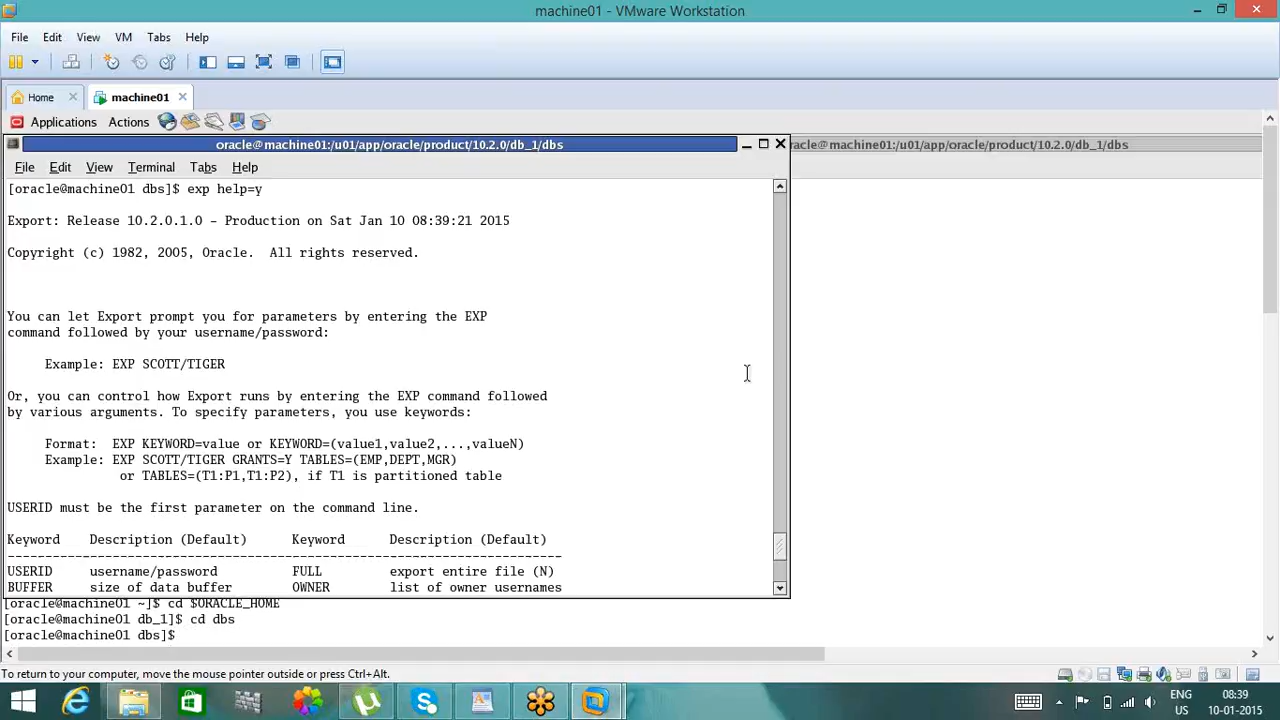 machine01 - VMware Workstation
File Edit View VM Tabs Help
Home machine01
Applications Actions
oracle@machine01:/u01/app/oracle/product/10.2.0/db_1/dbs
racle@machine01:/u01/app/oracle/product/10.2.0/db_1/dbs
File Edit View Terminal Tabs Help
[oracle@machine01 dbs]$ exp help=y
Export: Release 10.2.0.1.0 - Production on Sat Jan 10 08:39:21 2015
Copyright (c) 1982, 2005, Oracle.  All rights reserved.
You can let Export prompt you for parameters by entering the EXP
command followed by your username/password:
Example: EXP SCOTT/TIGER
Or, you can control how Export runs by entering the EXP command followed
by various arguments. To specify parameters, you use keywords:
Format:  EXP KEYWORD=value or KEYWORD=(value1,value2,...,valueN)
Example: EXP SCOTT/TIGER GRANTS=Y TABLES=(EMP,DEPT,MGR)
or TABLES=(T1:P1,T1:P2), if T1 is partitioned table
USERID must be the first parameter on the command line.
Keyword    Description (Default)      Keyword      Description (Default)
--------------------------------------------------------------------------
USERID     username/password          FULL         export entire file (N)
BUFFER     size of data buffer        OWNER        list of owner usernames
[oracle@machine01 ~]$ cd $ORACLE_HOME
[oracle@machine01 db_1]$ cd dbs
[oracle@machine01 dbs]$
To return to your computer, move the mouse pointer outside or press Ctrl+Alt.
ENG 08:39
US 10-01-2015